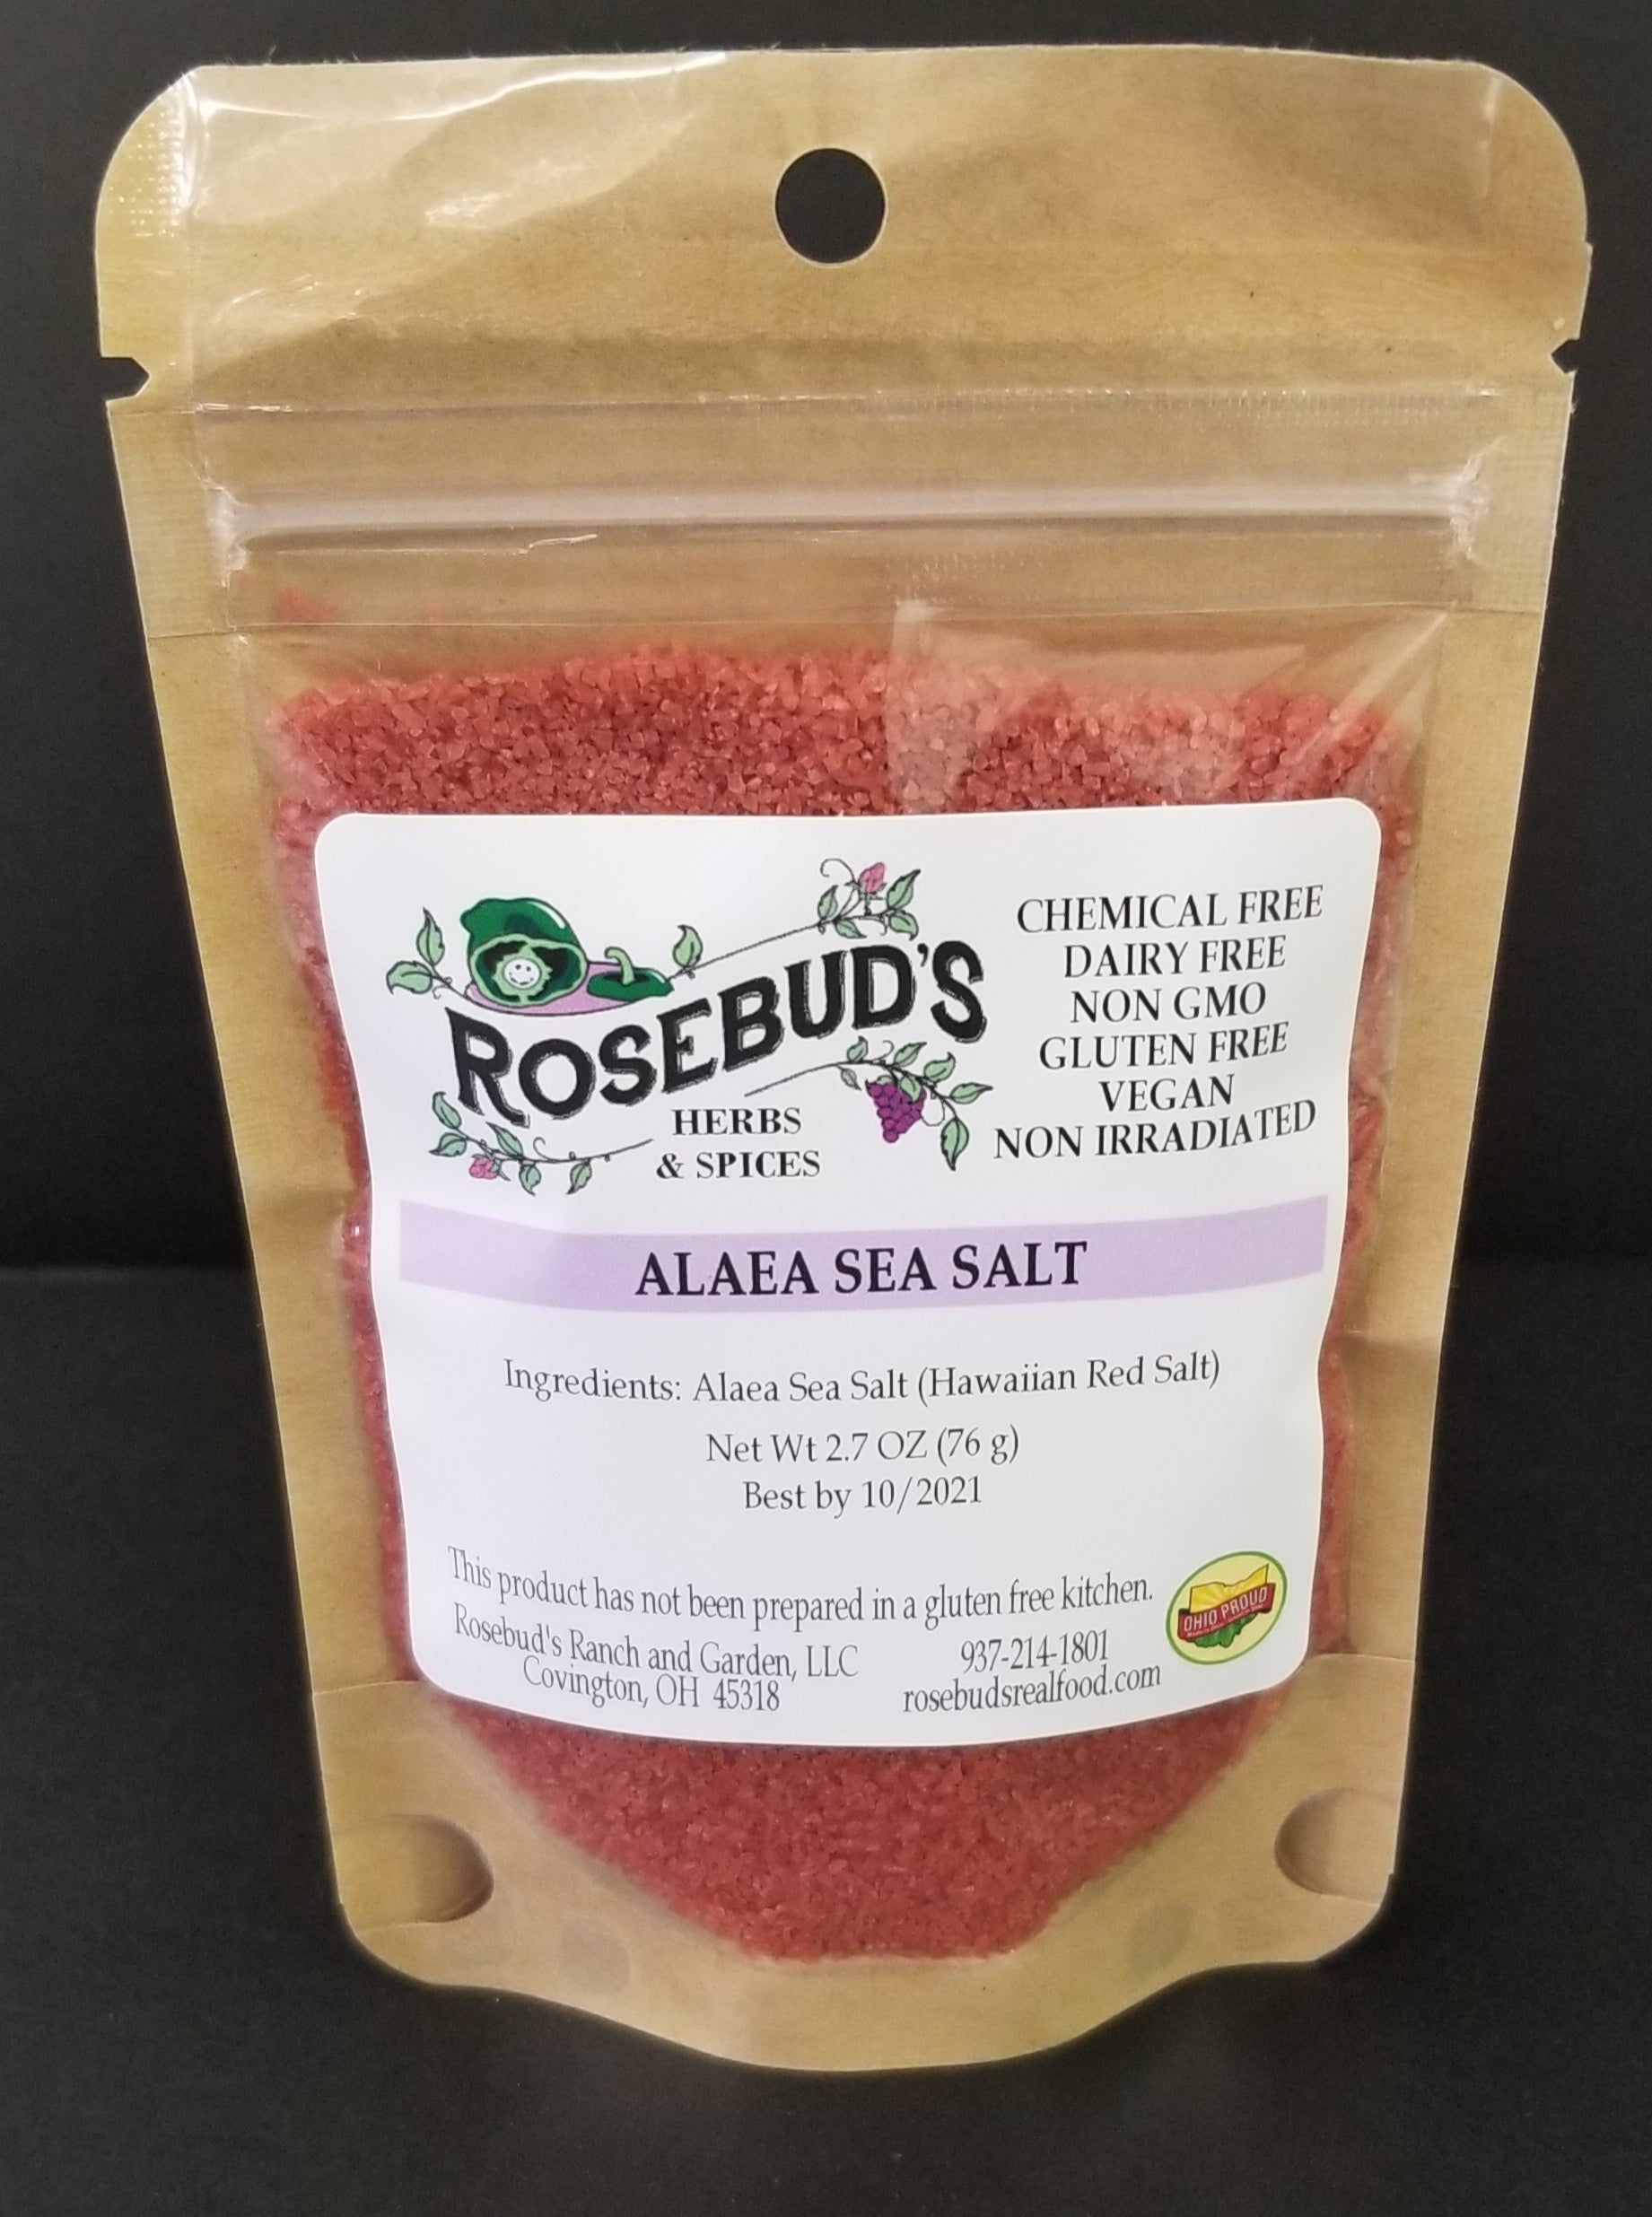 ROSEBUD'S
HERBS
& SPICES
CHEMICAL FREE
DAIRY FREE
NON GMO
GLUTEN FREE
VEGAN
NON IRRADIATED
ALAEA SEA SALT
Ingredients: Alaea Sea Salt (Hawaiian Red Salt)
Net Wt 2.7 OZ (76 g)
Best by 10/2021
This product has not been prepared in a gluten free kitchen.
Rosebud's Ranch and Garden, LLC
Covington, OH 45318
937-214-1801
rosebudsrealfood.com
OHIO PROUD